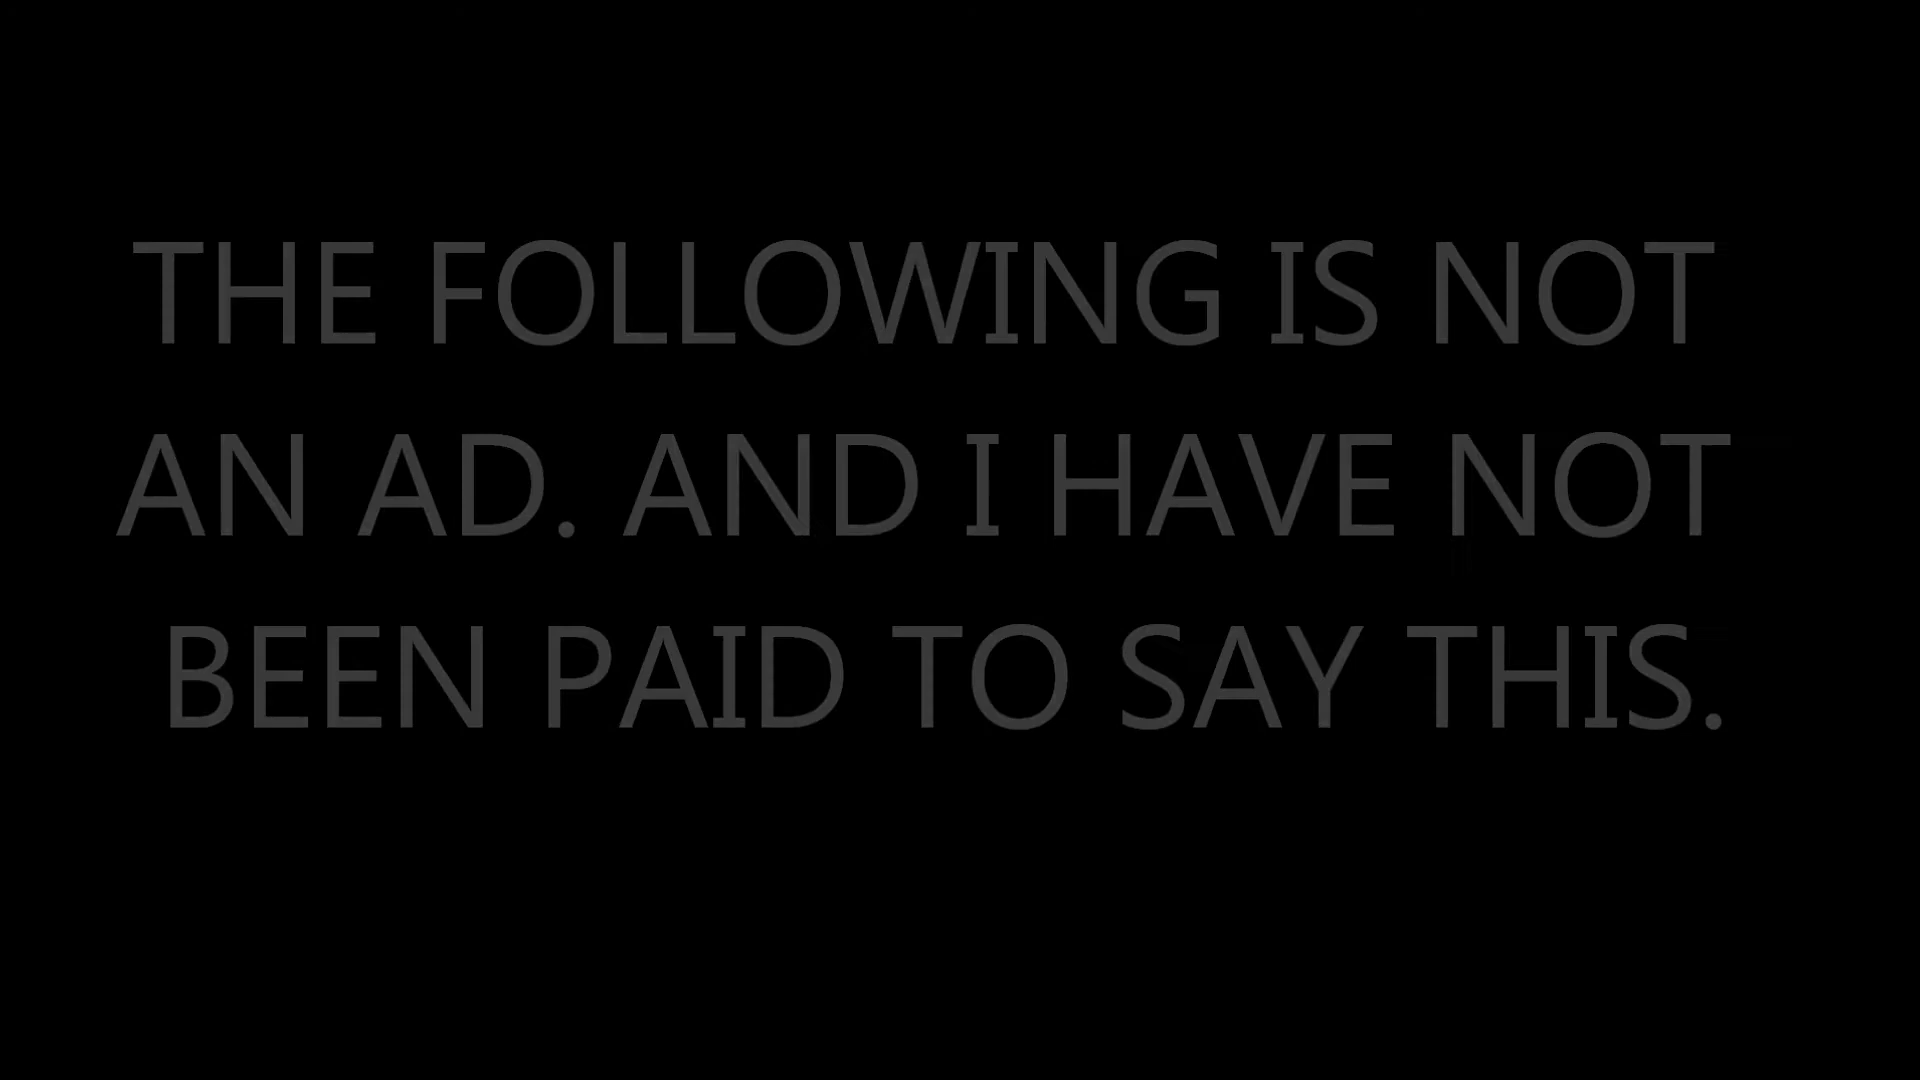 THE FOLLOWING IS NOT
AN AD. AND I HAVE NOT
BEEN PAID TO SAY THIS.